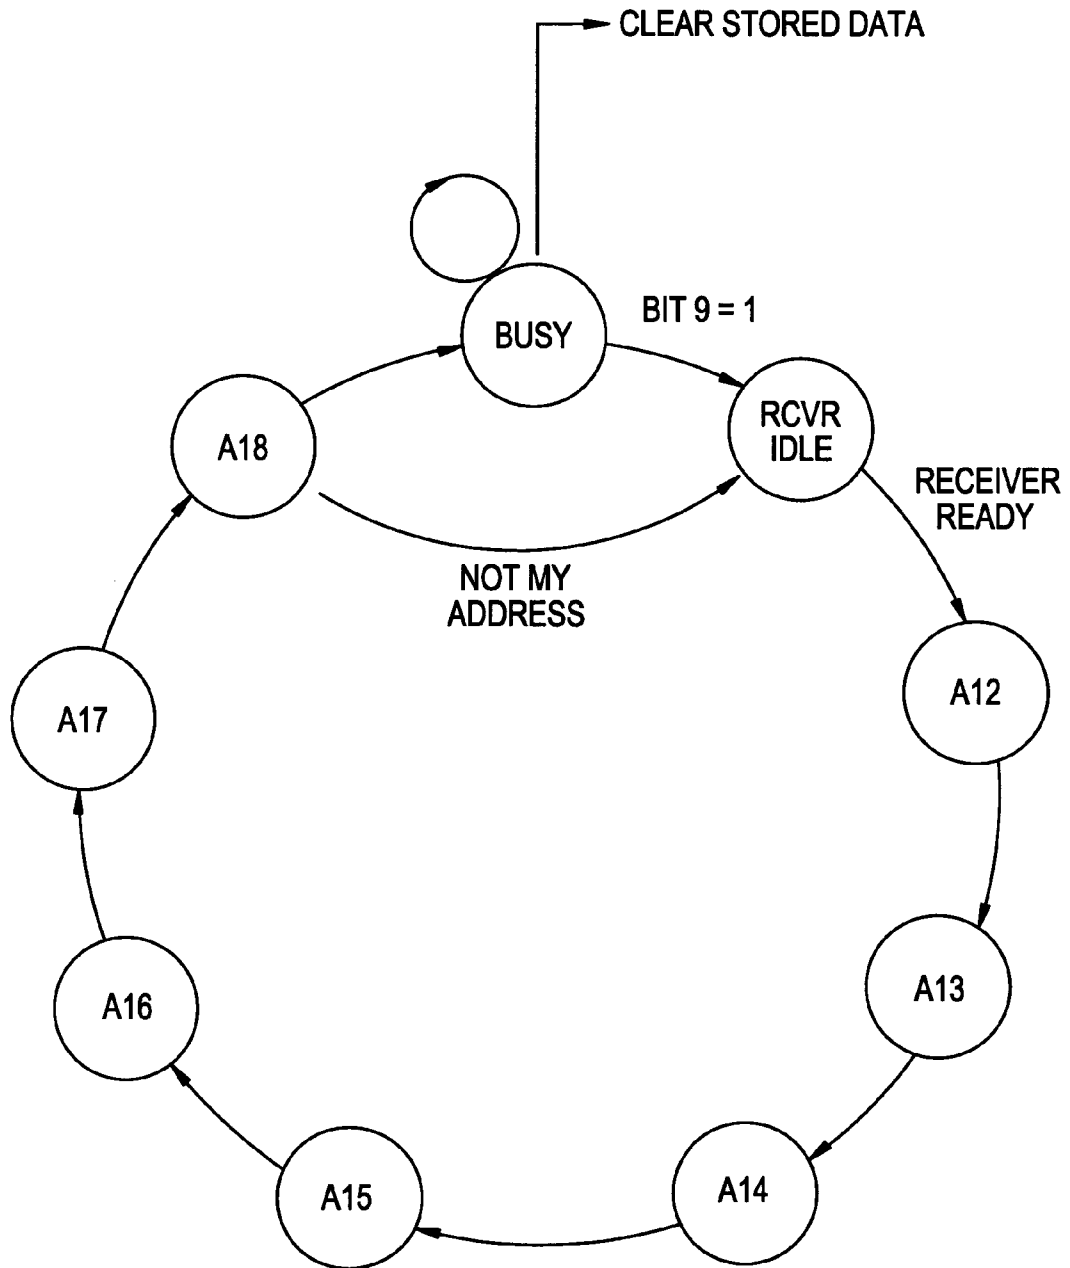 CLEAR STORED DATA
BUSY
BIT 9 = 1
RCVR
IDLE
A18
RECEIVER
READY
NOT MY
ADDRESS
A12
A17
A13
A16
A14
A15